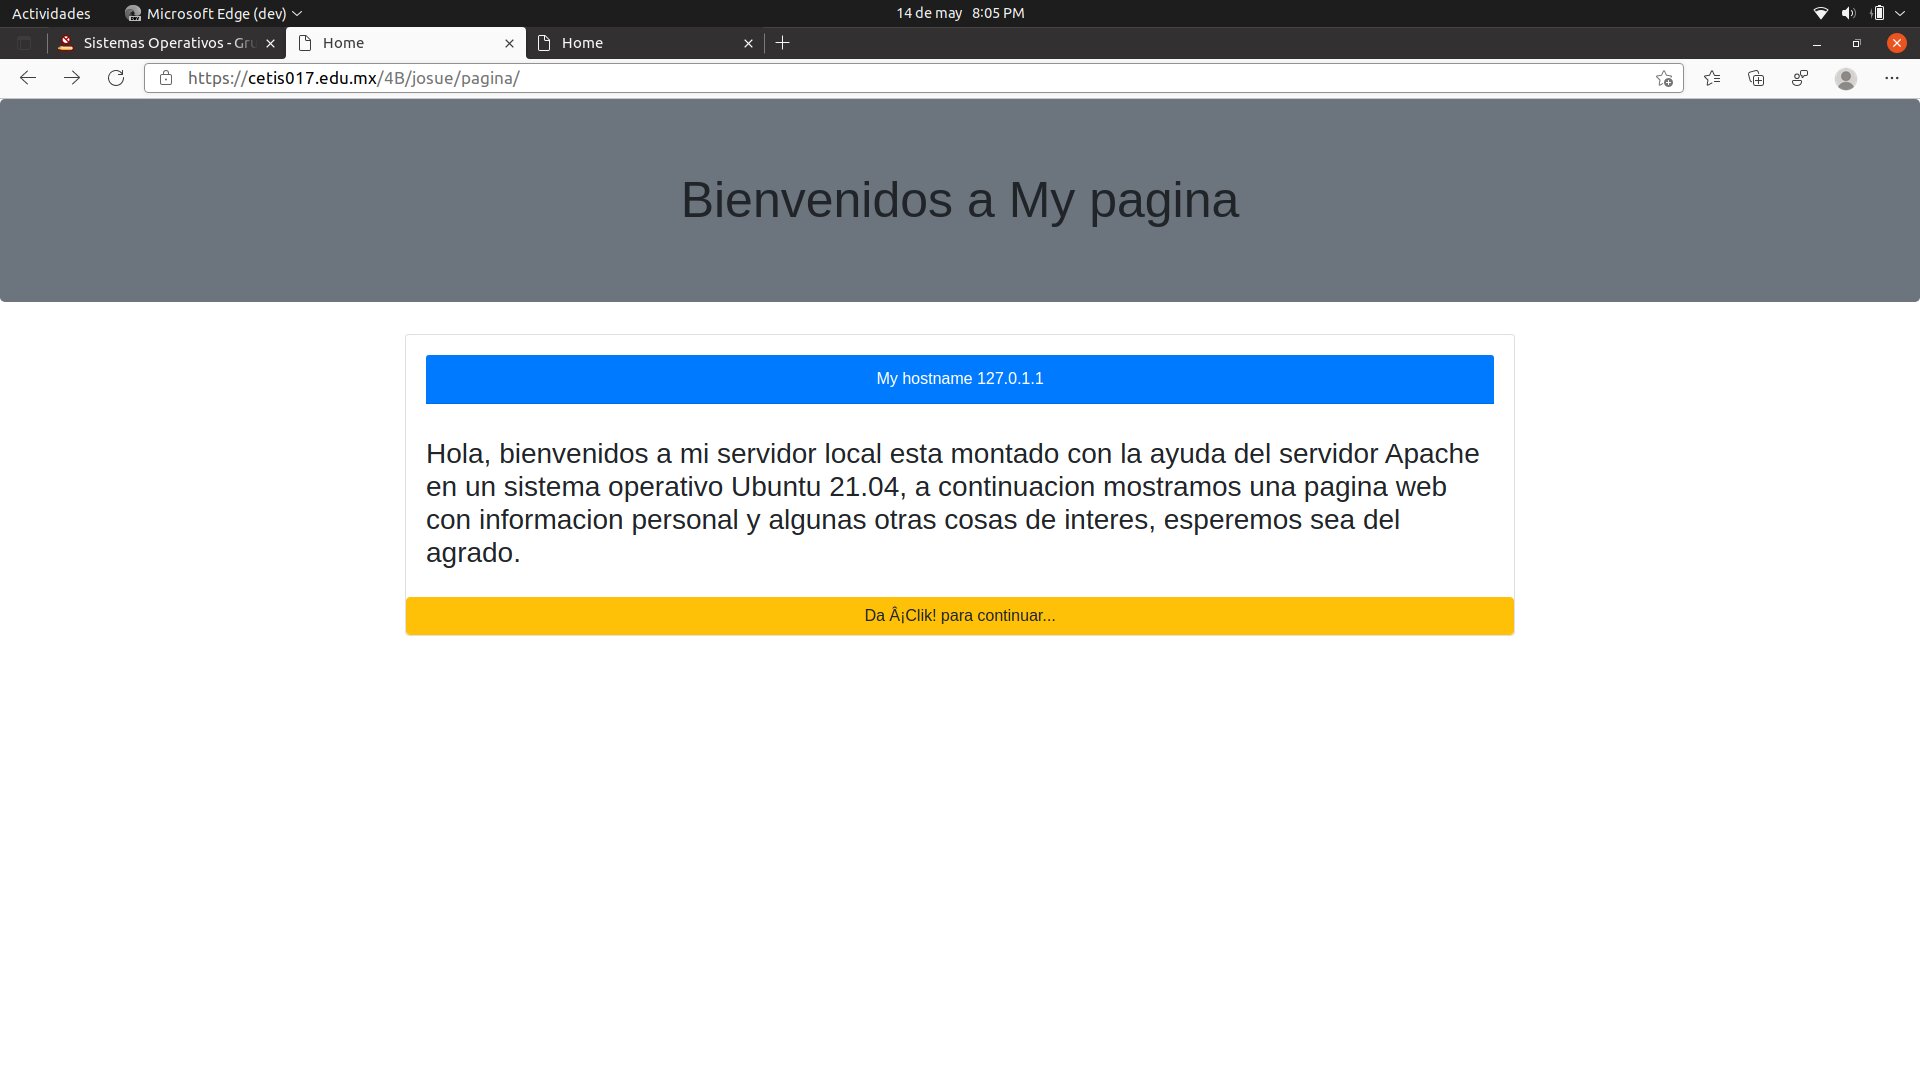 Actividades Microsoft Edge (dev) 14 de may 8:05 PM
Sistemas Operativos - Gru Home Home
https://cetis017.edu.mx/4B/josue/pagina/
Bienvenidos a My pagina
My hostname 127.0.1.1
Hola, bienvenidos a mi servidor local esta montado con la ayuda del servidor Apache
en un sistema operativo Ubuntu 21.04, a continuacion mostramos una pagina web
con informacion personal y algunas otras cosas de interes, esperemos sea del
agrado.
Da Â¡Clik! para continuar...